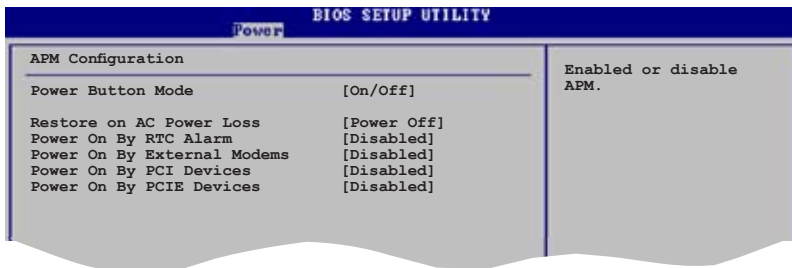 BIOS SETUP UTILITY
Power
APM Configuration
Enabled or disable
APM.
Power Button Mode [On/Off]
Restore on AC Power Loss [Power Off]
Power On By RTC Alarm [Disabled]
Power On By External Modems [Disabled]
Power On By PCI Devices [Disabled]
Power On By PCIE Devices [Disabled]